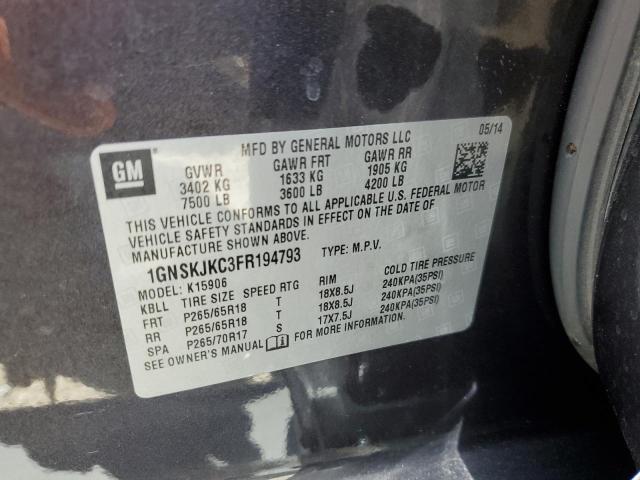 MFD BY GENERAL MOTORS LLC 05/14
GM
GVWR GAWR FRT GAWR RR
3402 KG 1633 KG 1905 KG
7500 LB 3600 LB 4200 LB
THIS VEHICLE CONFORMS TO ALL APPLICABLE U.S. FEDERAL MOTOR
VEHICLE SAFETY STANDARDS IN EFFECT ON THE DATE OF
MANUFACTURE SHOWN ABOVE.
1GNSKJKC3FR194793 TYPE: M.P.V.
MODEL: K15906
KBLL TIRE SIZE SPEED RTG RIM COLD TIRE PRESSURE
FRT P265/65R18 T 18X8.5J 240KPA(35PSI)
RR P265/65R18 T 18X8.5J 240KPA(35PSI)
SPA P265/70R17 S 17X7.5J 240KPA(35PSI)
SEE OWNER'S MANUAL FOR MORE INFORMATION.